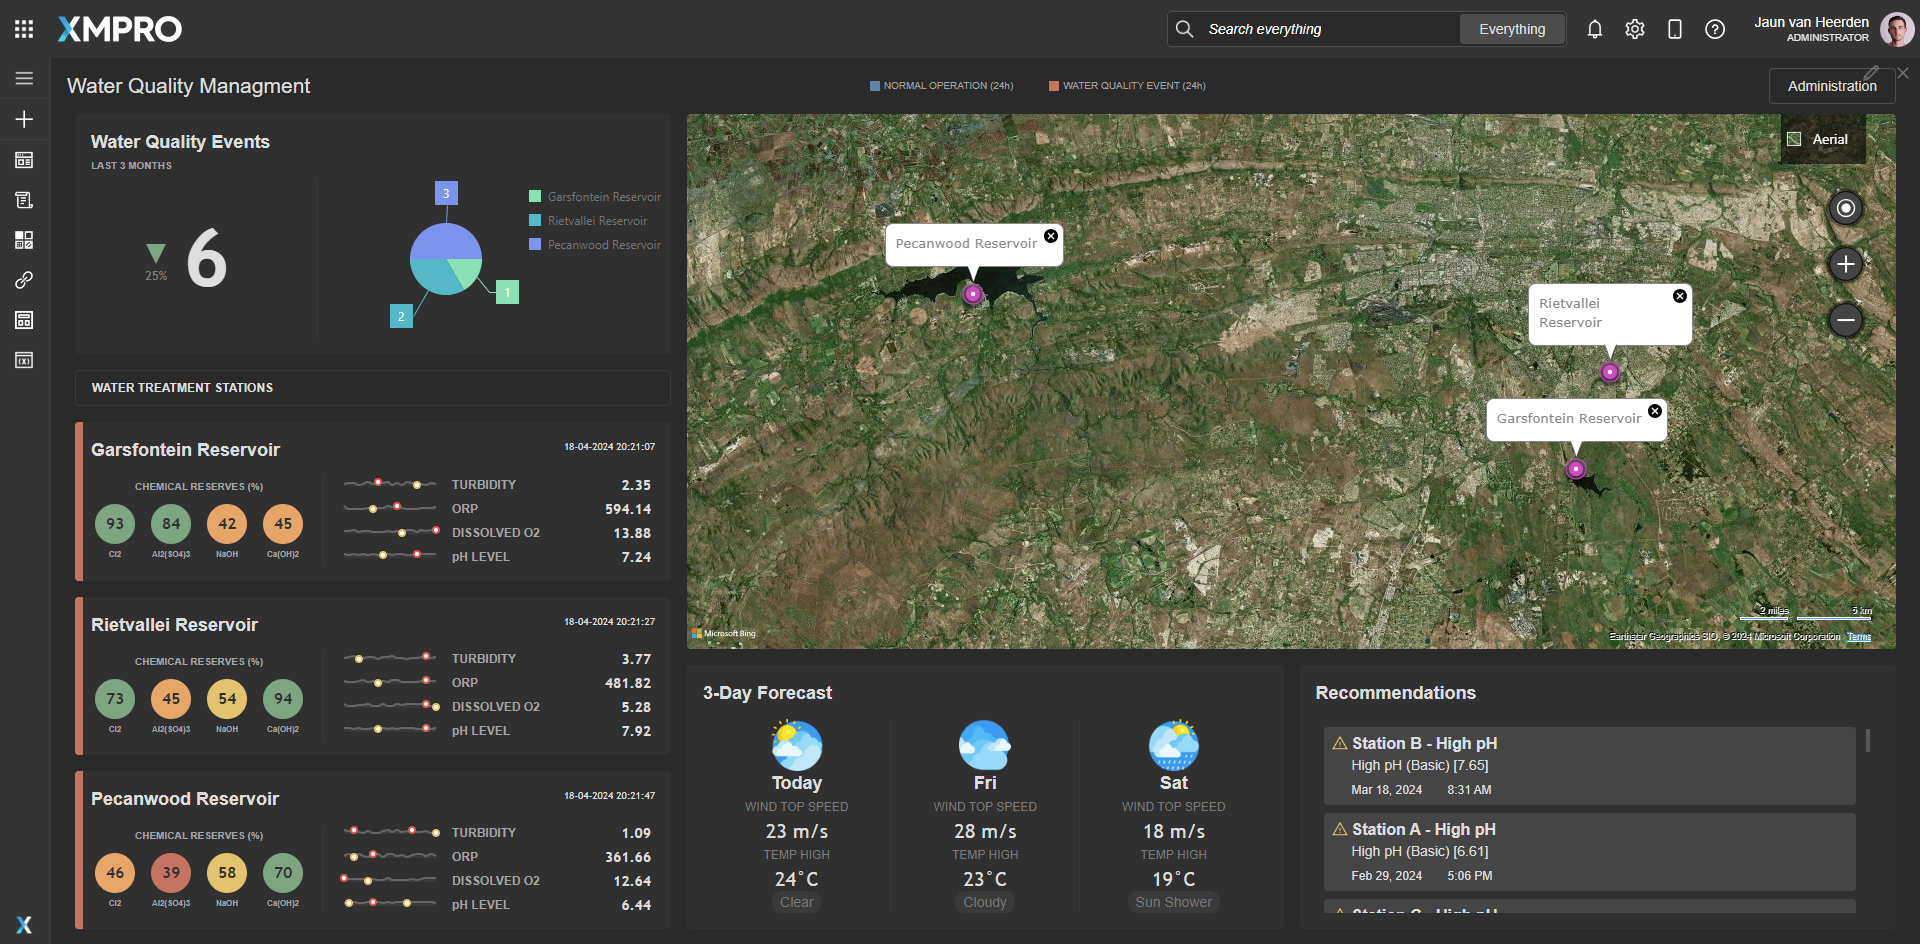 XMPRO
Search everything
Everything
Jaun van Heerden
ADMINISTRATOR
Water Quality Managment
NORMAL OPERATION (24h)
WATER QUALITY EVENT (24h)
Administration
Water Quality Events
LAST 3 MONTHS
25%
6
3
2
1
Garsfontein Reservoir
Rietvallei Reservoir
Pecanwood Reservoir
WATER TREATMENT STATIONS
Garsfontein Reservoir
18-04-2024 20:21:07
CHEMICAL RESERVES (%)
93 84 42 45
Cl2 Al2(SO4)3 NaOH Ca(OH)2
TURBIDITY 2.35
ORP 594.14
DISSOLVED O2 13.88
pH LEVEL 7.24
Rietvallei Reservoir
18-04-2024 20:21:27
CHEMICAL RESERVES (%)
73 45 54 94
Cl2 Al2(SO4)3 NaOH Ca(OH)2
TURBIDITY 3.77
ORP 481.82
DISSOLVED O2 5.28
pH LEVEL 7.92
Pecanwood Reservoir
18-04-2024 20:21:47
CHEMICAL RESERVES (%)
46 39 58 70
Cl2 Al2(SO4)3 NaOH Ca(OH)2
TURBIDITY 1.09
ORP 361.66
DISSOLVED O2 12.64
pH LEVEL 6.44
Aerial
Pecanwood Reservoir
Rietvallei
Reservoir
Garsfontein Reservoir
2 miles 5 km
Microsoft Bing
Earthstar Geographics SIO, © 2024 Microsoft Corporation Terms
3-Day Forecast
Today
WIND TOP SPEED
23 m/s
TEMP HIGH
24°C
Clear
Fri
WIND TOP SPEED
28 m/s
TEMP HIGH
23°C
Cloudy
Sat
WIND TOP SPEED
18 m/s
TEMP HIGH
19°C
Sun Shower
Recommendations
Station B - High pH
High pH (Basic) [7.65]
Mar 18, 2024 8:31 AM
Station A - High pH
High pH (Basic) [6.61]
Feb 29, 2024 5:06 PM
Station C - High pH